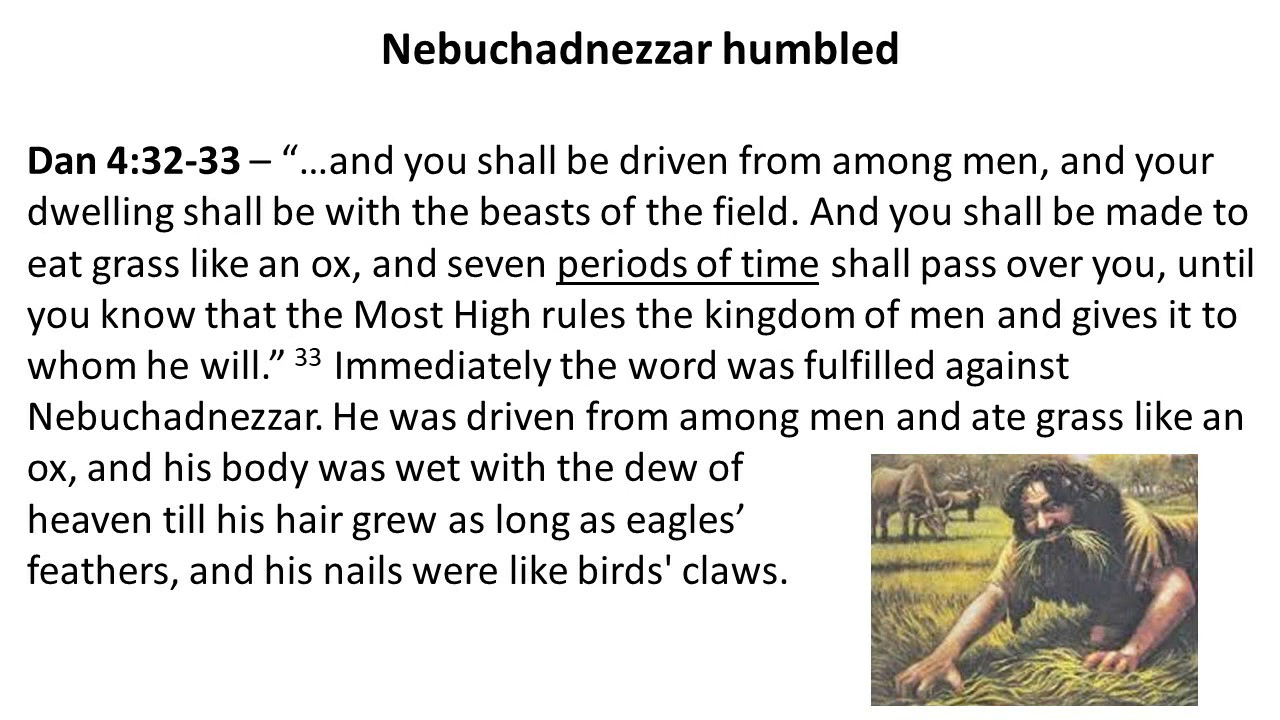 Nebuchadnezzar humbled
Dan 4:32-33 – “…and you shall be driven from among men, and your
dwelling shall be with the beasts of the field. And you shall be made to
eat grass like an ox, and seven periods of time shall pass over you, until
you know that the Most High rules the kingdom of men and gives it to
whom he will.” 33 Immediately the word was fulfilled against
Nebuchadnezzar. He was driven from among men and ate grass like an
ox, and his body was wet with the dew of
heaven till his hair grew as long as eagles’
feathers, and his nails were like birds' claws.